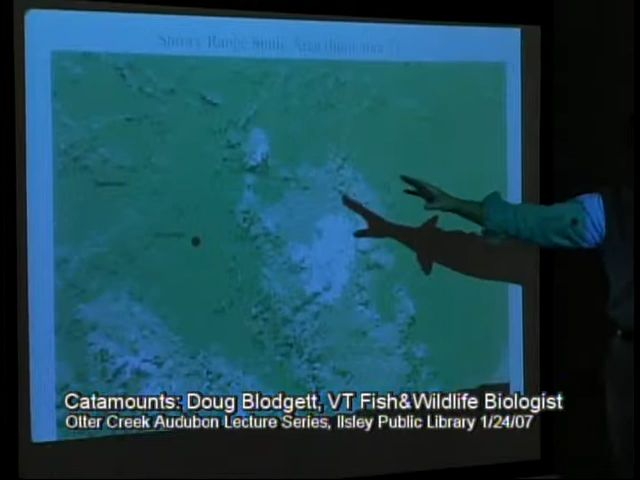 Catamounts: Doug Blodgett, VT Fish&Wildlife Biologist
Otter Creek Audubon Lecture Series, Ilsley Public Library 1/24/07